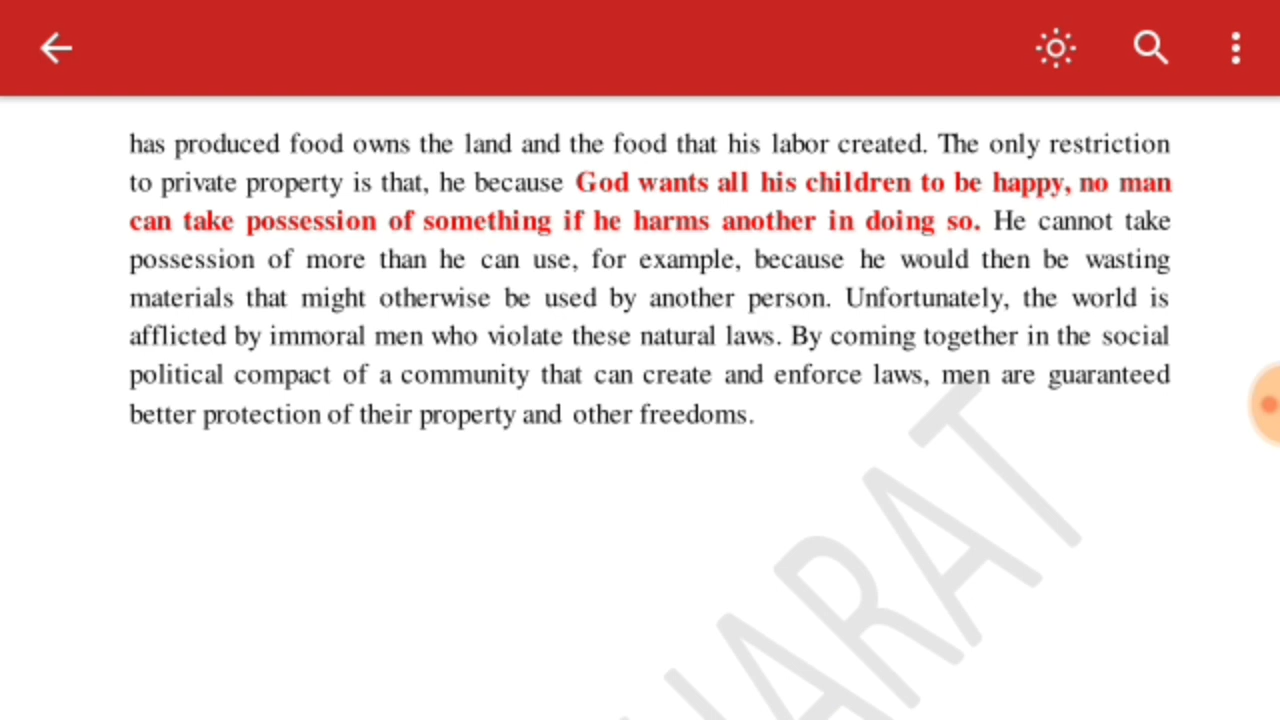 has produced food owns the land and the food that his labor created. The only restriction
to private property is that, he because God wants all his children to be happy, no man
can take possession of something if he harms another in doing so. He cannot take
possession of more than he can use, for example, because he would then be wasting
materials that might otherwise be used by another person. Unfortunately, the world is
afflicted by immoral men who violate these natural laws. By coming together in the social
political compact of a community that can create and enforce laws, men are guaranteed
better protection of their property and other freedoms.